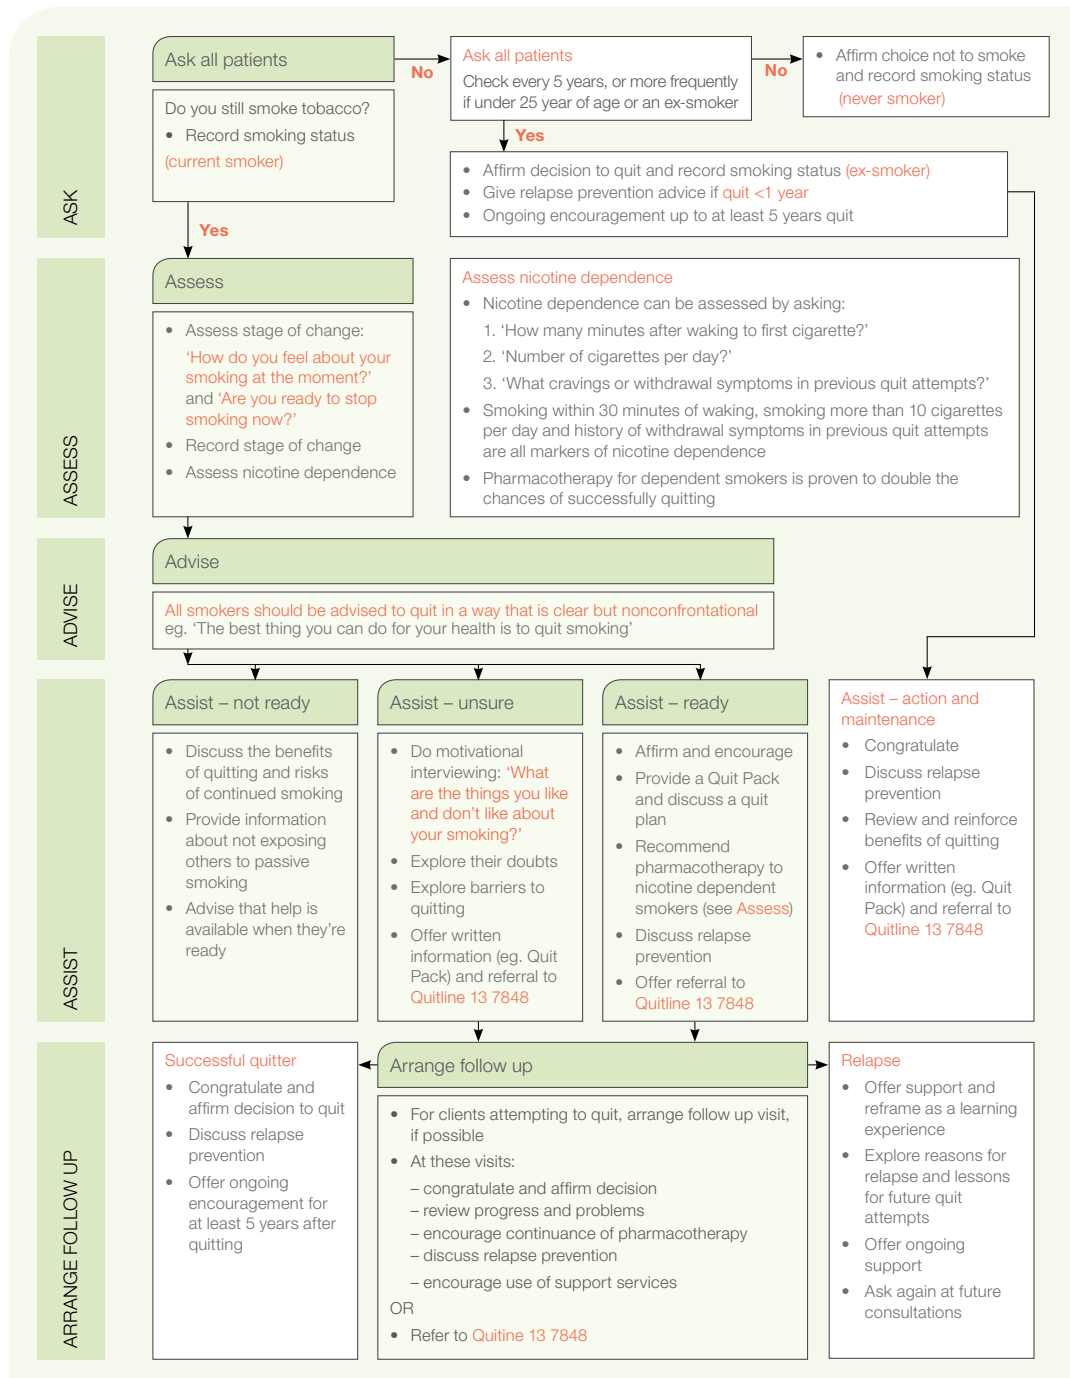 ASK
Ask all patients
Do you still smoke tobacco?
• Record smoking status
(current smoker)
No
Ask all patients
Check every 5 years, or more frequently
if under 25 year of age or an ex-smoker
No
• Affirm choice not to smoke
and record smoking status
(never smoker)
Yes
• Affirm decision to quit and record smoking status (ex-smoker)
• Give relapse prevention advice if quit <1 year
• Ongoing encouragement up to at least 5 years quit
Yes
ASSESS
Assess
• Assess stage of change:
‘How do you feel about your
smoking at the moment?’
and ‘Are you ready to stop
smoking now?’
• Record stage of change
• Assess nicotine dependence
Assess nicotine dependence
• Nicotine dependence can be assessed by asking:
1. ‘How many minutes after waking to first cigarette?’
2. ‘Number of cigarettes per day?’
3. ‘What cravings or withdrawal symptoms in previous quit attempts?’
• Smoking within 30 minutes of waking, smoking more than 10 cigarettes
per day and history of withdrawal symptoms in previous quit attempts
are all markers of nicotine dependence
• Pharmacotherapy for dependent smokers is proven to double the
chances of successfully quitting
ADVISE
Advise
All smokers should be advised to quit in a way that is clear but nonconfrontational
eg. ‘The best thing you can do for your health is to quit smoking’
ASSIST
Assist – not ready
• Discuss the benefits
of quitting and risks
of continued smoking
• Provide information
about not exposing
others to passive
smoking
• Advise that help is
available when they’re
ready
Assist – unsure
• Do motivational
interviewing: ‘What
are the things you like
and don’t like about
your smoking?’
• Explore their doubts
• Explore barriers to
quitting
• Offer written
information (eg. Quit
Pack) and referral to
Quitline 13 7848
Assist – ready
• Affirm and encourage
• Provide a Quit Pack
and discuss a quit
plan
• Recommend
pharmacotherapy to
nicotine dependent
smokers (see Assess)
• Discuss relapse
prevention
• Offer referral to
Quitline 13 7848
Assist – action and
maintenance
• Congratulate
• Discuss relapse
prevention
• Review and reinforce
benefits of quitting
• Offer written
information (eg. Quit
Pack) and referral to
Quitline 13 7848
ARRANGE FOLLOW UP
Successful quitter
• Congratulate and
affirm decision to quit
• Discuss relapse
prevention
• Offer ongoing
encouragement for
at least 5 years after
quitting
Arrange follow up
• For clients attempting to quit, arrange follow up visit,
if possible
• At these visits:
– congratulate and affirm decision
– review progress and problems
– encourage continuance of pharmacotherapy
– discuss relapse prevention
– encourage use of support services
OR
• Refer to Quitine 13 7848
Relapse
• Offer support and
reframe as a learning
experience
• Explore reasons for
relapse and lessons
for future quit
attempts
• Offer ongoing
support
• Ask again at future
consultations